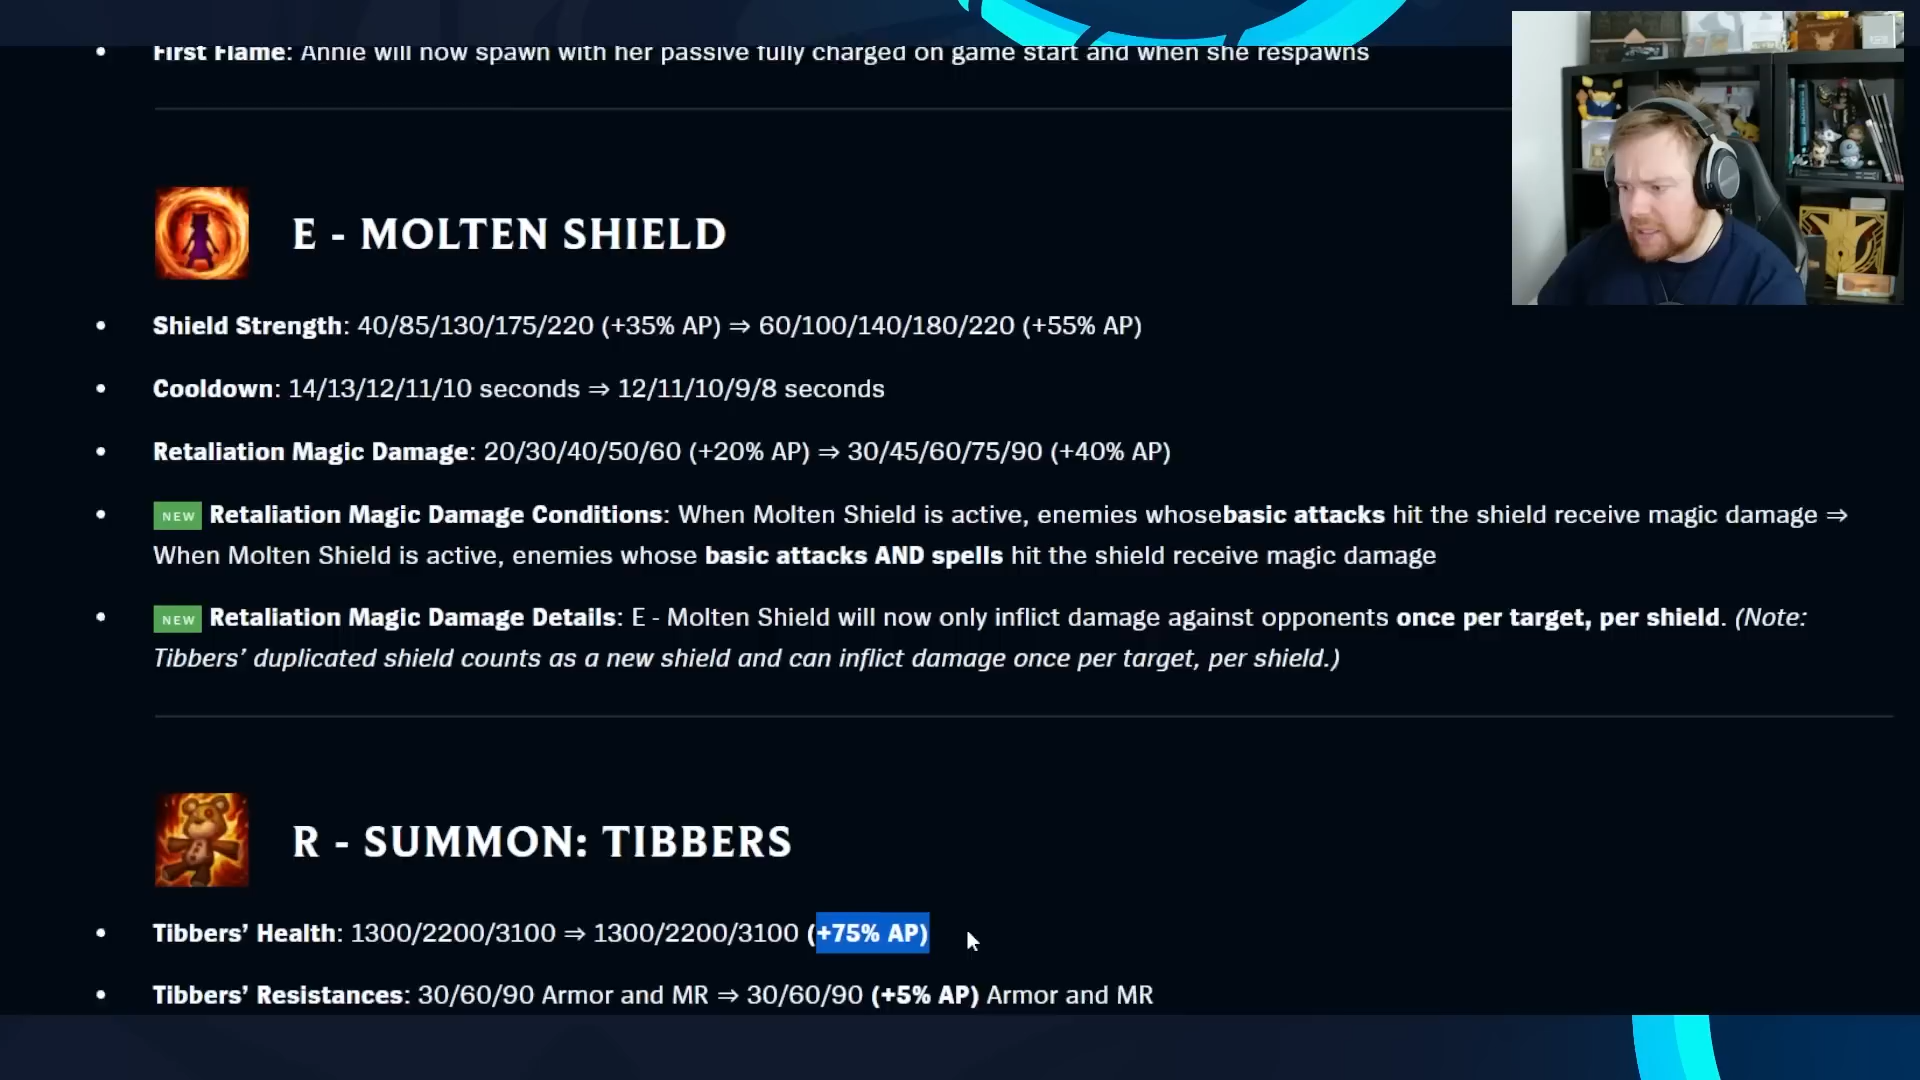 • First Flame: Annie will now spawn with her passive fully charged on game start and when she respawns
E - MOLTEN SHIELD
• Shield Strength: 40/85/130/175/220 (+35% AP) ⇒ 60/100/140/180/220 (+55% AP)
• Cooldown: 14/13/12/11/10 seconds ⇒ 12/11/10/9/8 seconds
• Retaliation Magic Damage: 20/30/40/50/60 (+20% AP) ⇒ 30/45/60/75/90 (+40% AP)
• NEW Retaliation Magic Damage Conditions: When Molten Shield is active, enemies whosebasic attacks hit the shield receive magic damage ⇒
When Molten Shield is active, enemies whose basic attacks AND spells hit the shield receive magic damage
• NEW Retaliation Magic Damage Details: E - Molten Shield will now only inflict damage against opponents once per target, per shield. (Note:
Tibbers’ duplicated shield counts as a new shield and can inflict damage once per target, per shield.)
R - SUMMON: TIBBERS
• Tibbers’ Health: 1300/2200/3100 ⇒ 1300/2200/3100 (+75% AP)
• Tibbers’ Resistances: 30/60/90 Armor and MR ⇒ 30/60/90 (+5% AP) Armor and MR